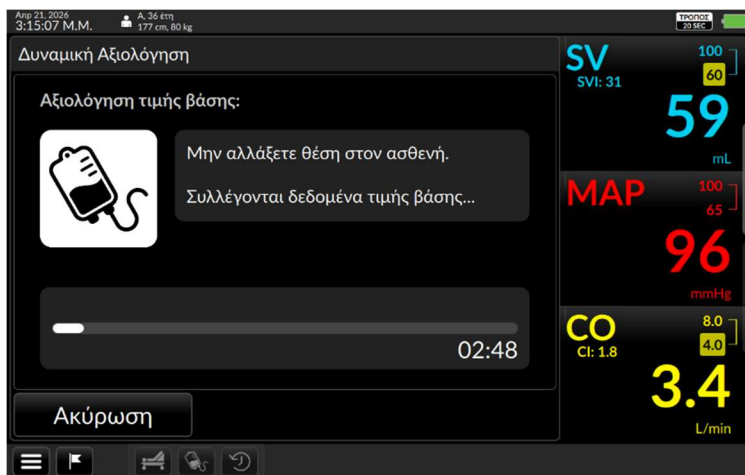 Απρ 21, 2026
3:15:07 Μ.Μ.
Α, 36 έτη
177 cm, 80 kg
ΤΡΟΠΟΣ
20 SEC
Δυναμική Αξιολόγηση
Αξιολόγηση τιμής βάσης:
Μην αλλάξετε θέση στον ασθενή.
Συλλέγονται δεδομένα τιμής βάσης...
02:48
Ακύρωση
SV
SVI: 31
100
60
59
mL
MAP
100
65
96
mmHg
CO
CI: 1.8
8.0
4.0
3.4
L/min